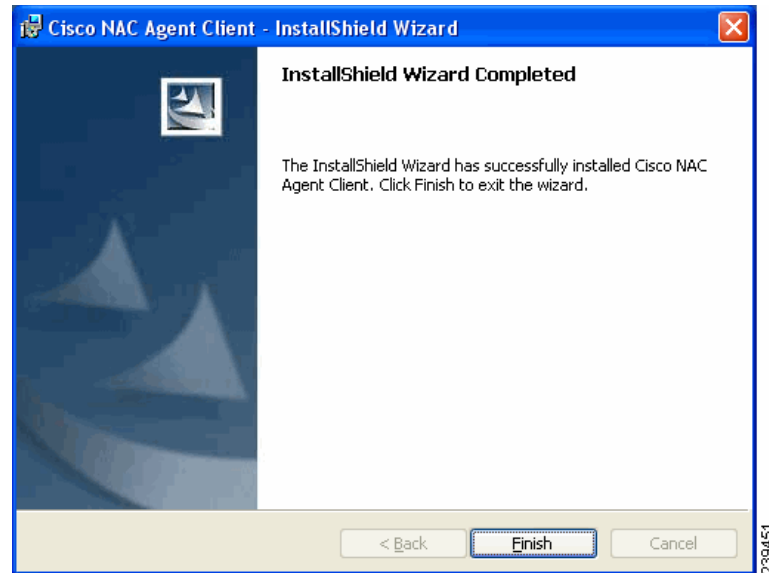 Cisco NAC Agent Client - InstallShield Wizard
InstallShield Wizard Completed
The InstallShield Wizard has successfully installed Cisco NAC
Agent Client. Click Finish to exit the wizard.
< Back Finish Cancel
239451